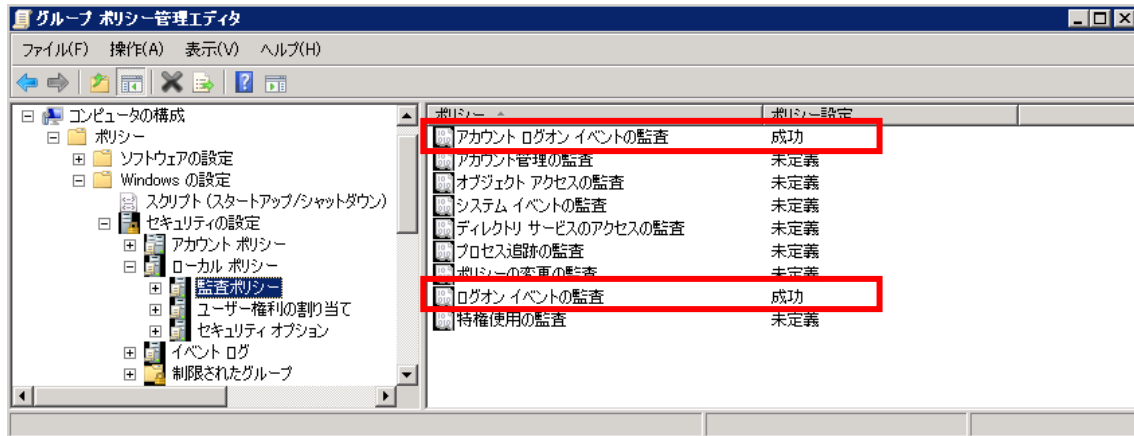 グループ ポリシー管理エディタ
ファイル(F) 操作(A) 表示(V) ヘルプ(H)
コンピュータの構成
ポリシー
ソフトウェアの設定
Windows の設定
スクリプト (スタートアップ/シャットダウン)
セキュリティの設定
アカウント ポリシー
ローカル ポリシー
監査ポリシー
ユーザー権利の割り当て
セキュリティ オプション
イベント ログ
制限されたグループ
ポリシー ポリシー設定
アカウント ログオン イベントの監査 成功
アカウント管理の監査 未定義
オブジェクト アクセスの監査 未定義
システム イベントの監査 未定義
ディレクトリ サービスのアクセスの監査 未定義
プロセス追跡の監査 未定義
ポリシーの変更の監査 未定義
ログオン イベントの監査 成功
特権使用の監査 未定義